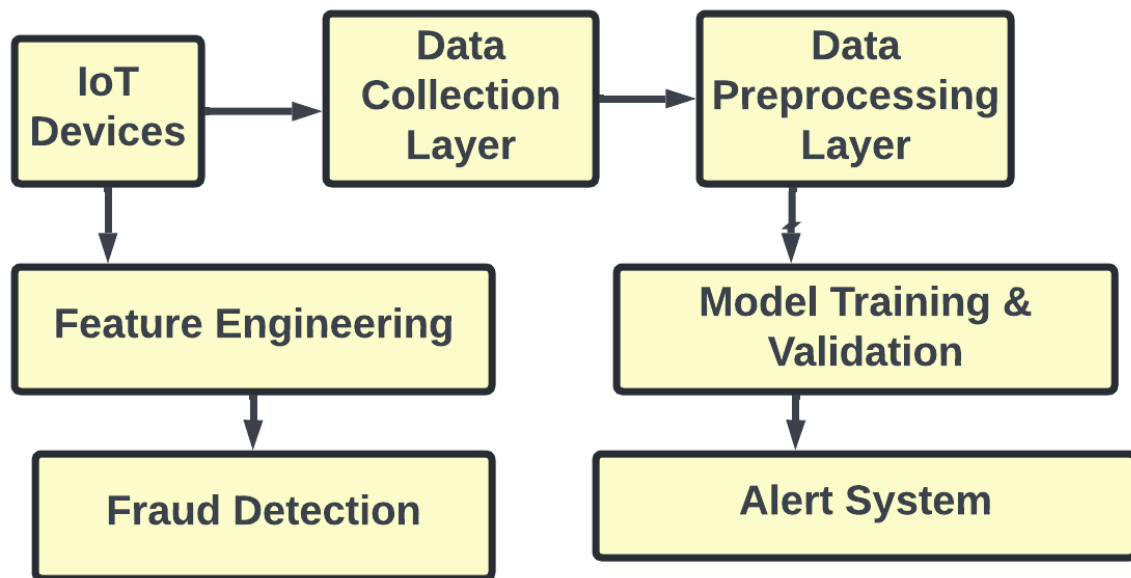 IoT
Devices
Data
Collection
Layer
Data
Preprocessing
Layer
Feature Engineering
Model Training &
Validation
Fraud Detection
Alert System